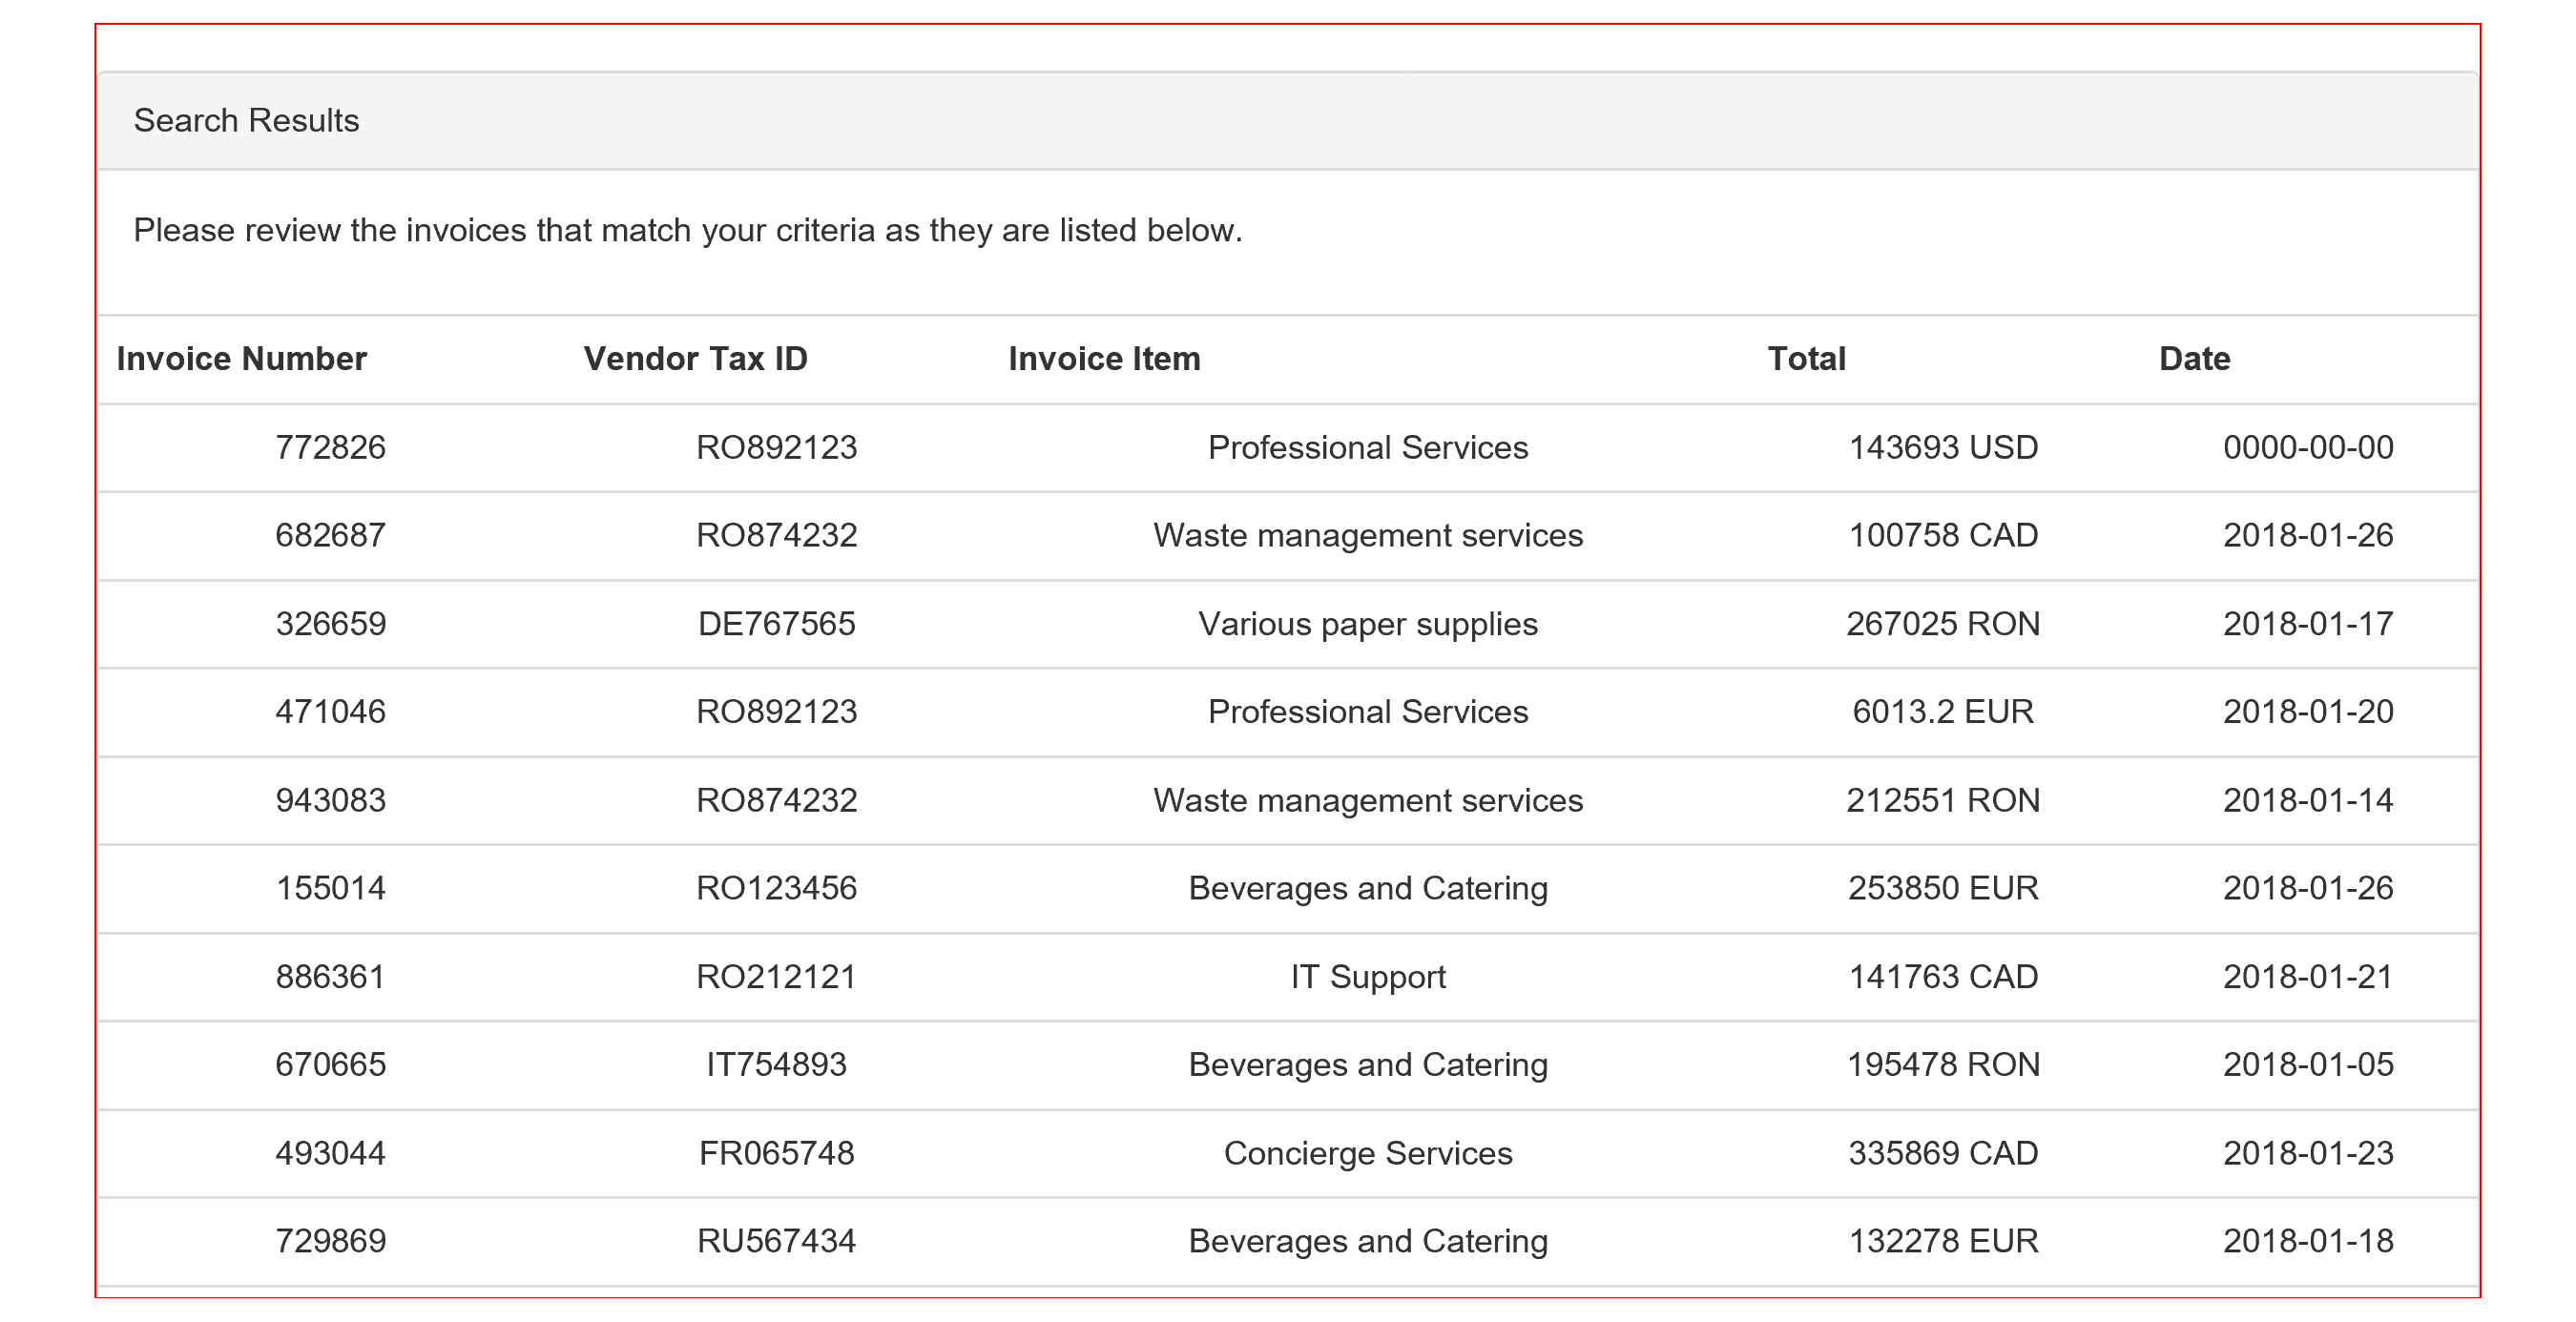 Search Results
Please review the invoices that match your criteria as they are listed below.
Invoice Number Vendor Tax ID Invoice Item Total Date
772826 RO892123 Professional Services 143693 USD 0000-00-00
682687 RO874232 Waste management services 100758 CAD 2018-01-26
326659 DE767565 Various paper supplies 267025 RON 2018-01-17
471046 RO892123 Professional Services 6013.2 EUR 2018-01-20
943083 RO874232 Waste management services 212551 RON 2018-01-14
155014 RO123456 Beverages and Catering 253850 EUR 2018-01-26
886361 RO212121 IT Support 141763 CAD 2018-01-21
670665 IT754893 Beverages and Catering 195478 RON 2018-01-05
493044 FR065748 Concierge Services 335869 CAD 2018-01-23
729869 RU567434 Beverages and Catering 132278 EUR 2018-01-18